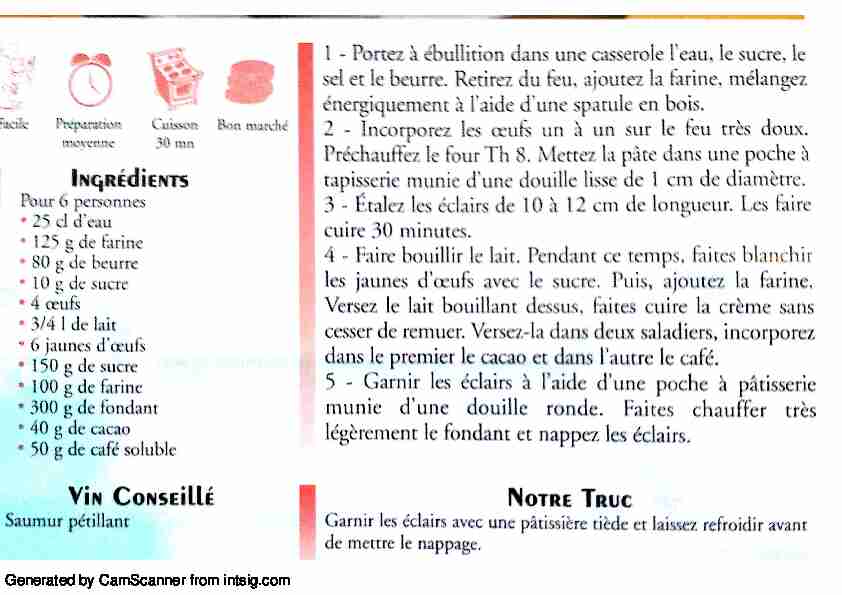 Facile
Préparation
moyenne
Cuisson
30 mn
Bon marché
Ingrédients
Pour 6 personnes
• 25 cl d'eau
• 125 g de farine
• 80 g de beurre
• 10 g de sucre
• 4 œufs
• 3/4 l de lait
• 6 jaunes d'œufs
• 150 g de sucre
• 100 g de farine
• 300 g de fondant
• 40 g de cacao
• 50 g de café soluble
Vin Conseillé
Saumur pétillant
1 - Portez à ébullition dans une casserole l'eau, le sucre, le
sel et le beurre. Retirez du feu, ajoutez la farine, mélangez
énergiquement à l'aide d'une spatule en bois.
2 - Incorporez les œufs un à un sur le feu très doux.
Préchauffez le four Th 8. Mettez la pâte dans une poche à
tapisserie munie d'une douille lisse de 1 cm de diamètre.
3 - Étalez les éclairs de 10 à 12 cm de longueur. Les faire
cuire 30 minutes.
4 - Faire bouillir le lait. Pendant ce temps, faites blanchir
les jaunes d'œufs avec le sucre. Puis, ajoutez la farine.
Versez le lait bouillant dessus, faites cuire la crème sans
cesser de remuer. Versez-la dans deux saladiers, incorporez
dans le premier le cacao et dans l'autre le café.
5 - Garnir les éclairs à l'aide d'une poche à pâtisserie
munie d'une douille ronde. Faites chauffer très
légèrement le fondant et nappez les éclairs.
Notre Truc
Garnir les éclairs avec une pâtissière tiède et laissez refroidir avant
de mettre le nappage.
Generated by CamScanner from intsig.com